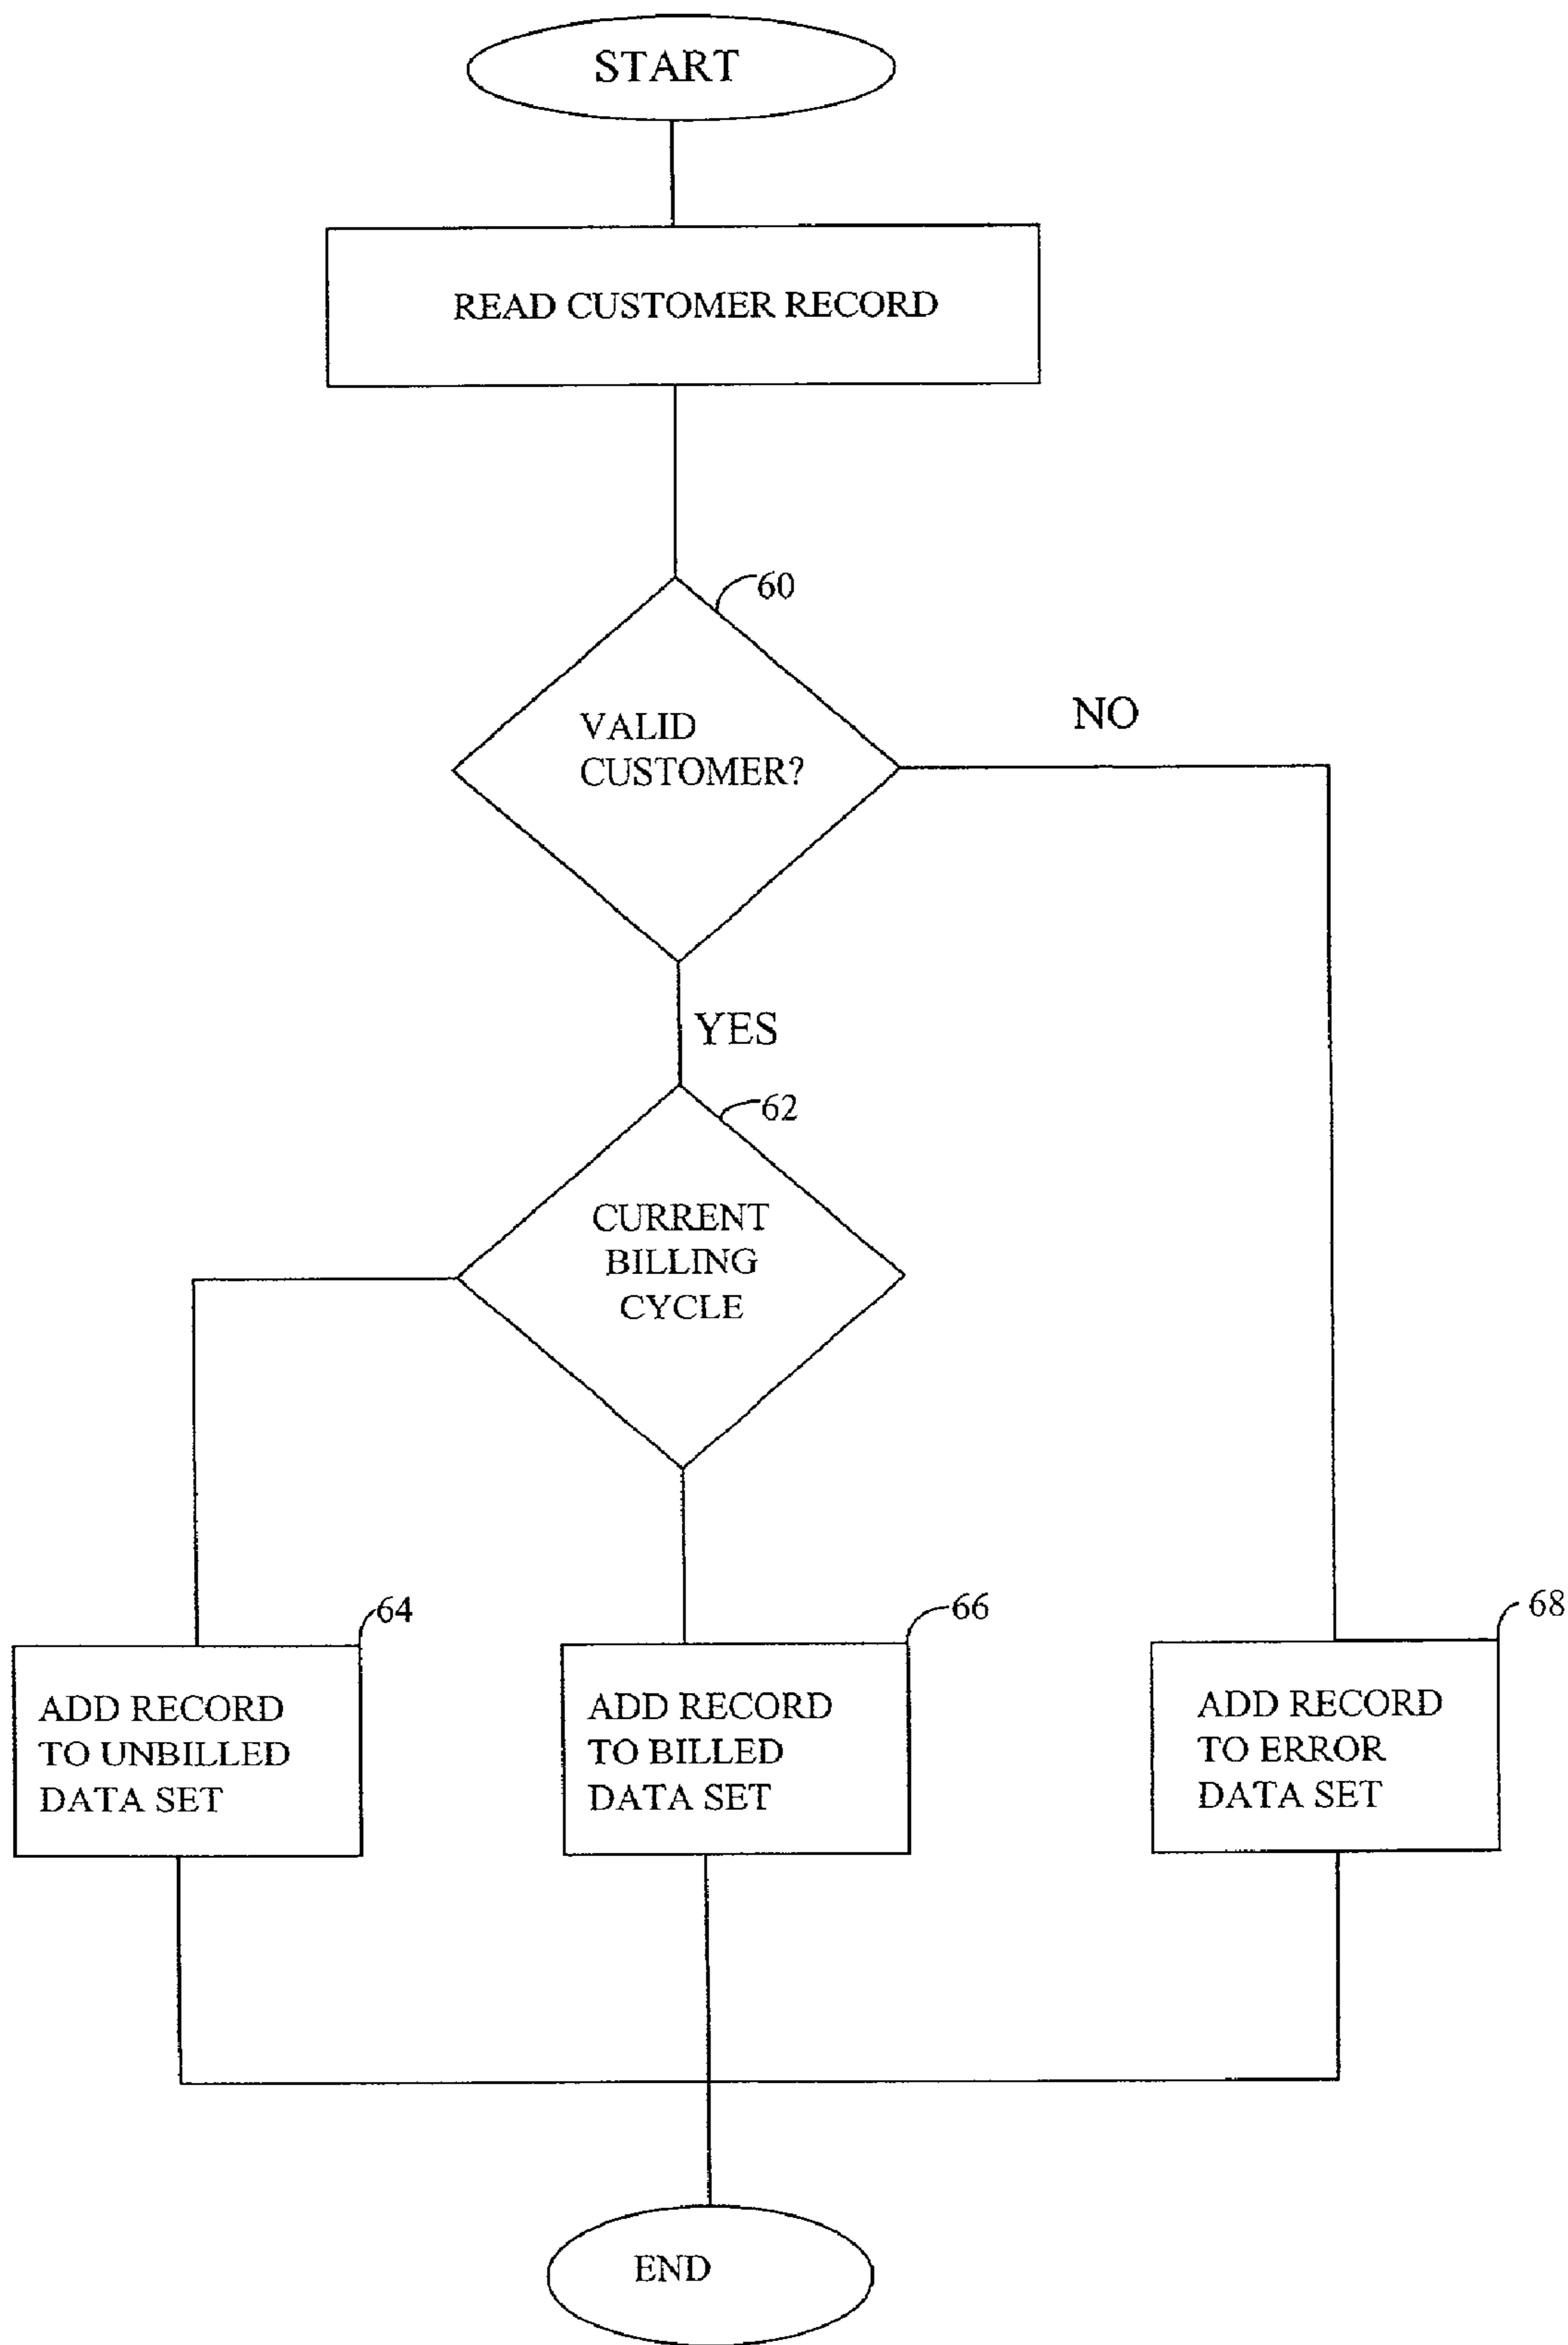 START
READ CUSTOMER RECORD
60
VALID
CUSTOMER?
NO
YES
62
CURRENT
BILLING
CYCLE
64
ADD RECORD
TO UNBILLED
DATA SET
66
ADD RECORD
TO BILLED
DATA SET
68
ADD RECORD
TO ERROR
DATA SET
END